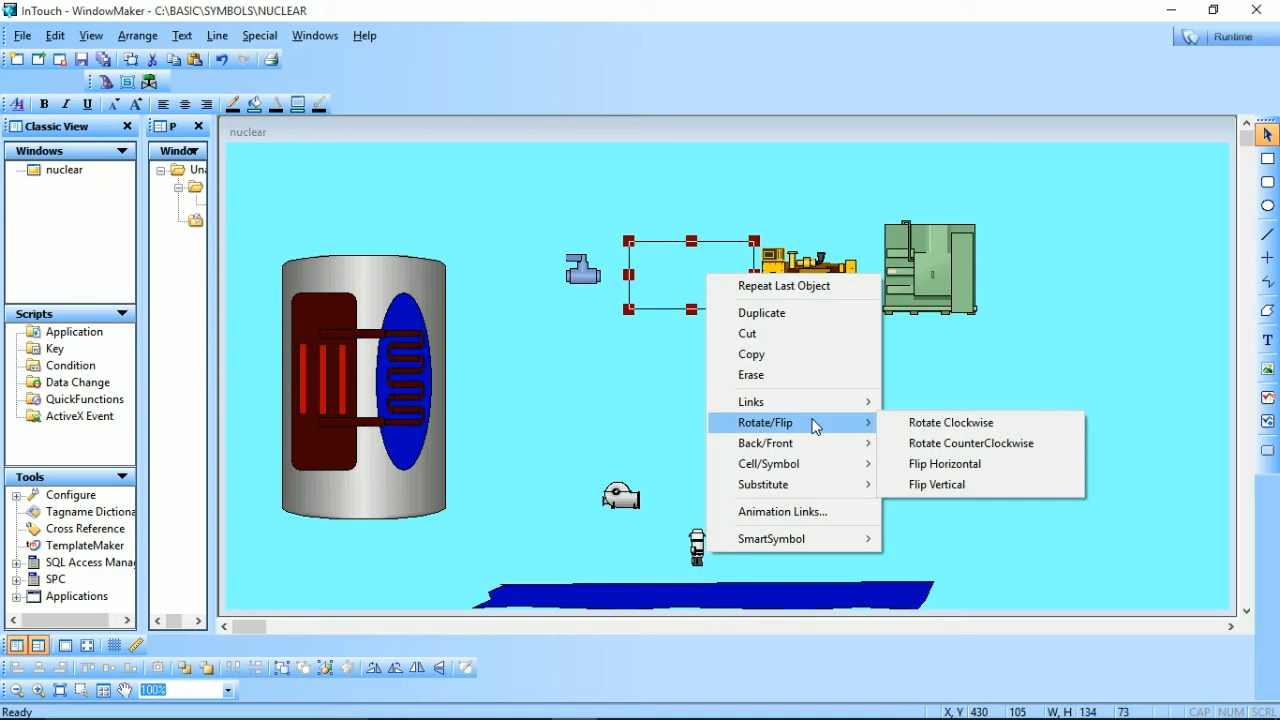 InTouch - WindowMaker - C:\BASIC\SYMBOLS\NUCLEAR
File Edit View Arrange Text Line Special Windows Help
Runtime
B I U
Classic View
P
Windows
nuclear
Window
Una
Scripts
Application
Key
Condition
Data Change
QuickFunctions
ActiveX Event
Tools
Configure
Tagname Dictiona
Cross Reference
TemplateMaker
SQL Access Mana
SPC
Applications
nuclear
Repeat Last Object
Duplicate
Cut
Copy
Erase
Links
Rotate/Flip
Back/Front
Cell/Symbol
Substitute
Animation Links...
SmartSymbol
Rotate Clockwise
Rotate CounterClockwise
Flip Horizontal
Flip Vertical
T
100%
Ready
X, Y 430 105 W, H 134 73 CAP NUM SCRL